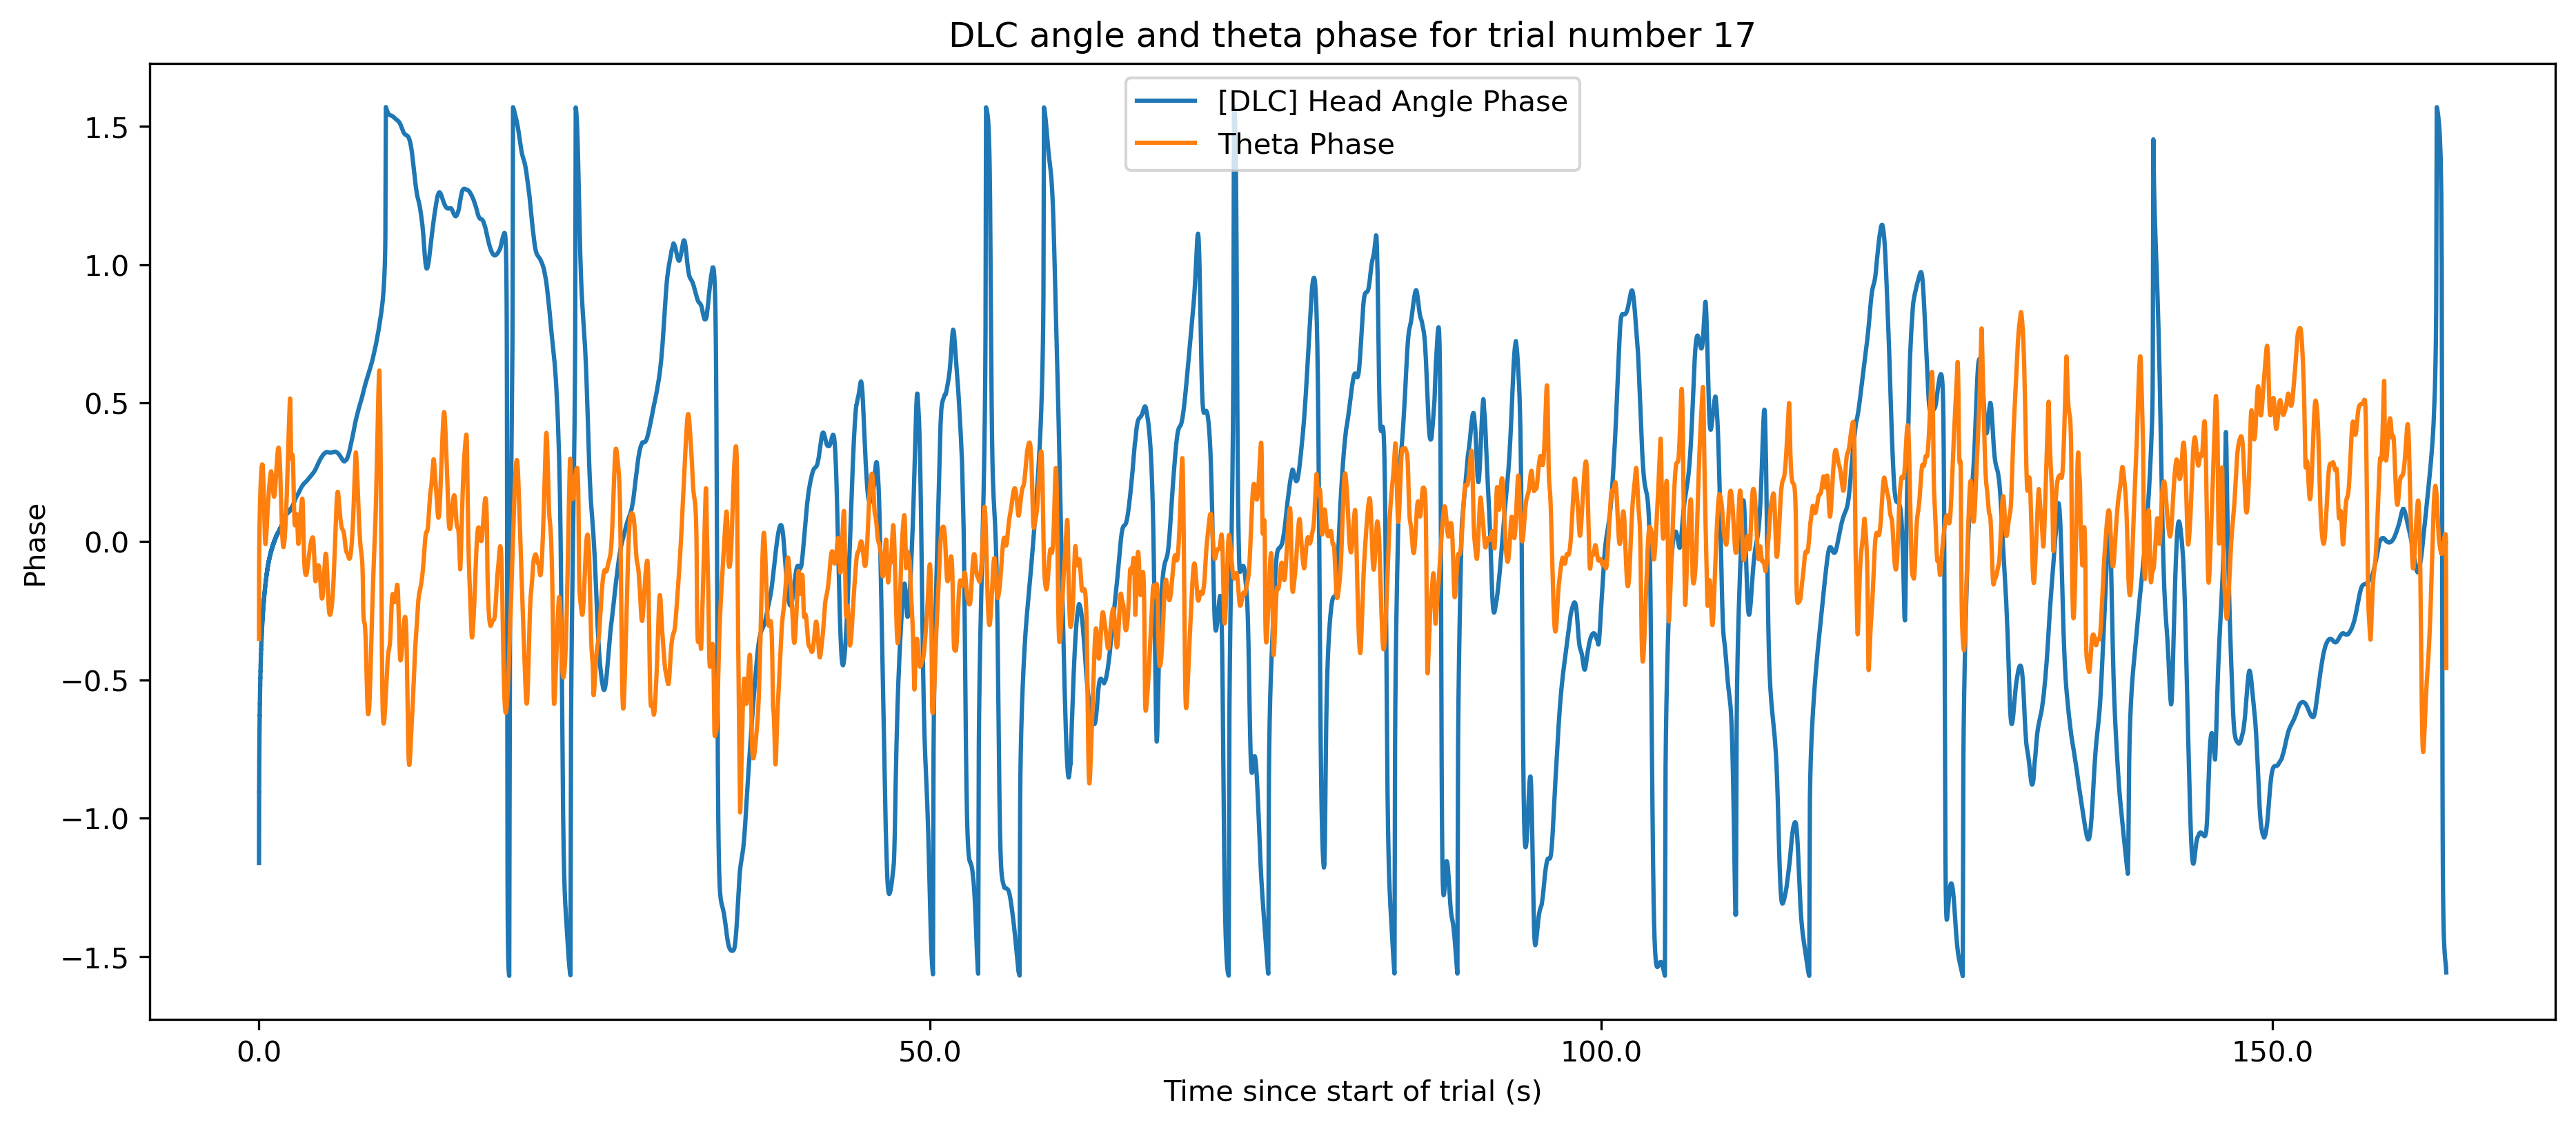 DLC angle and theta phase for trial number 17
[DLC] Head Angle Phase
Theta Phase
Phase
1.5
1.0
0.5
0.0
−0.5
−1.0
−1.5
0.0 50.0 100.0 150.0
Time since start of trial (s)